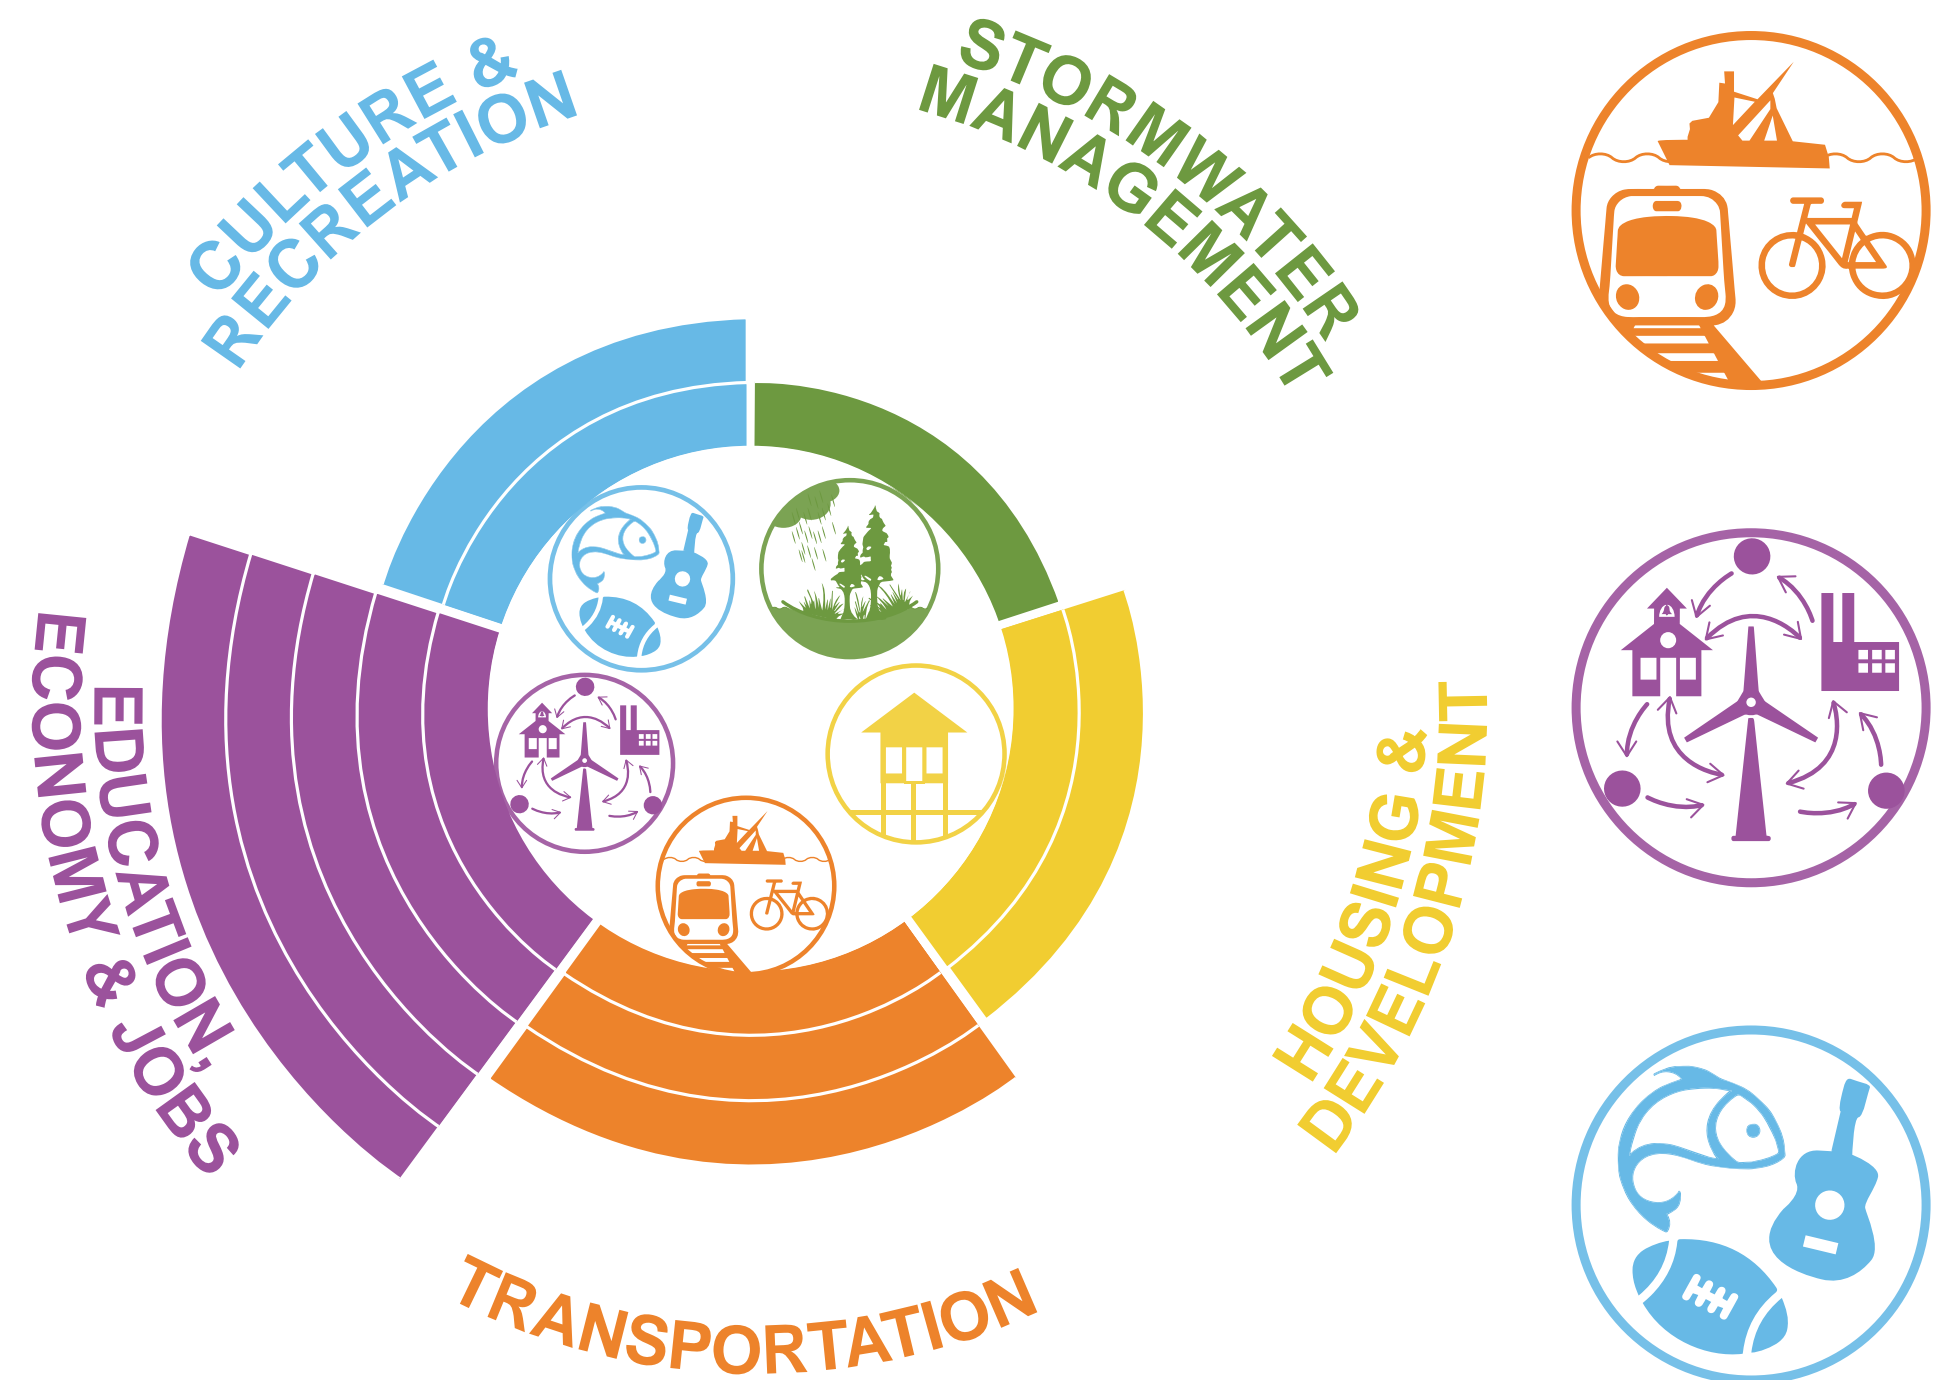 CULTURE &
RECREATION
STORMWATER
MANAGEMENT
HOUSING &
DEVELOPMENT
EDUCATION,
ECONOMY & JOBS
TRANSPORTATION